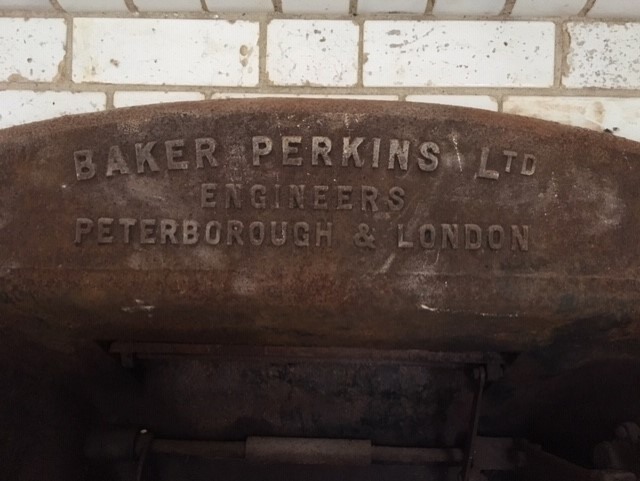 BAKER PERKINS LTD
ENGINEERS
PETERBOROUGH & LONDON